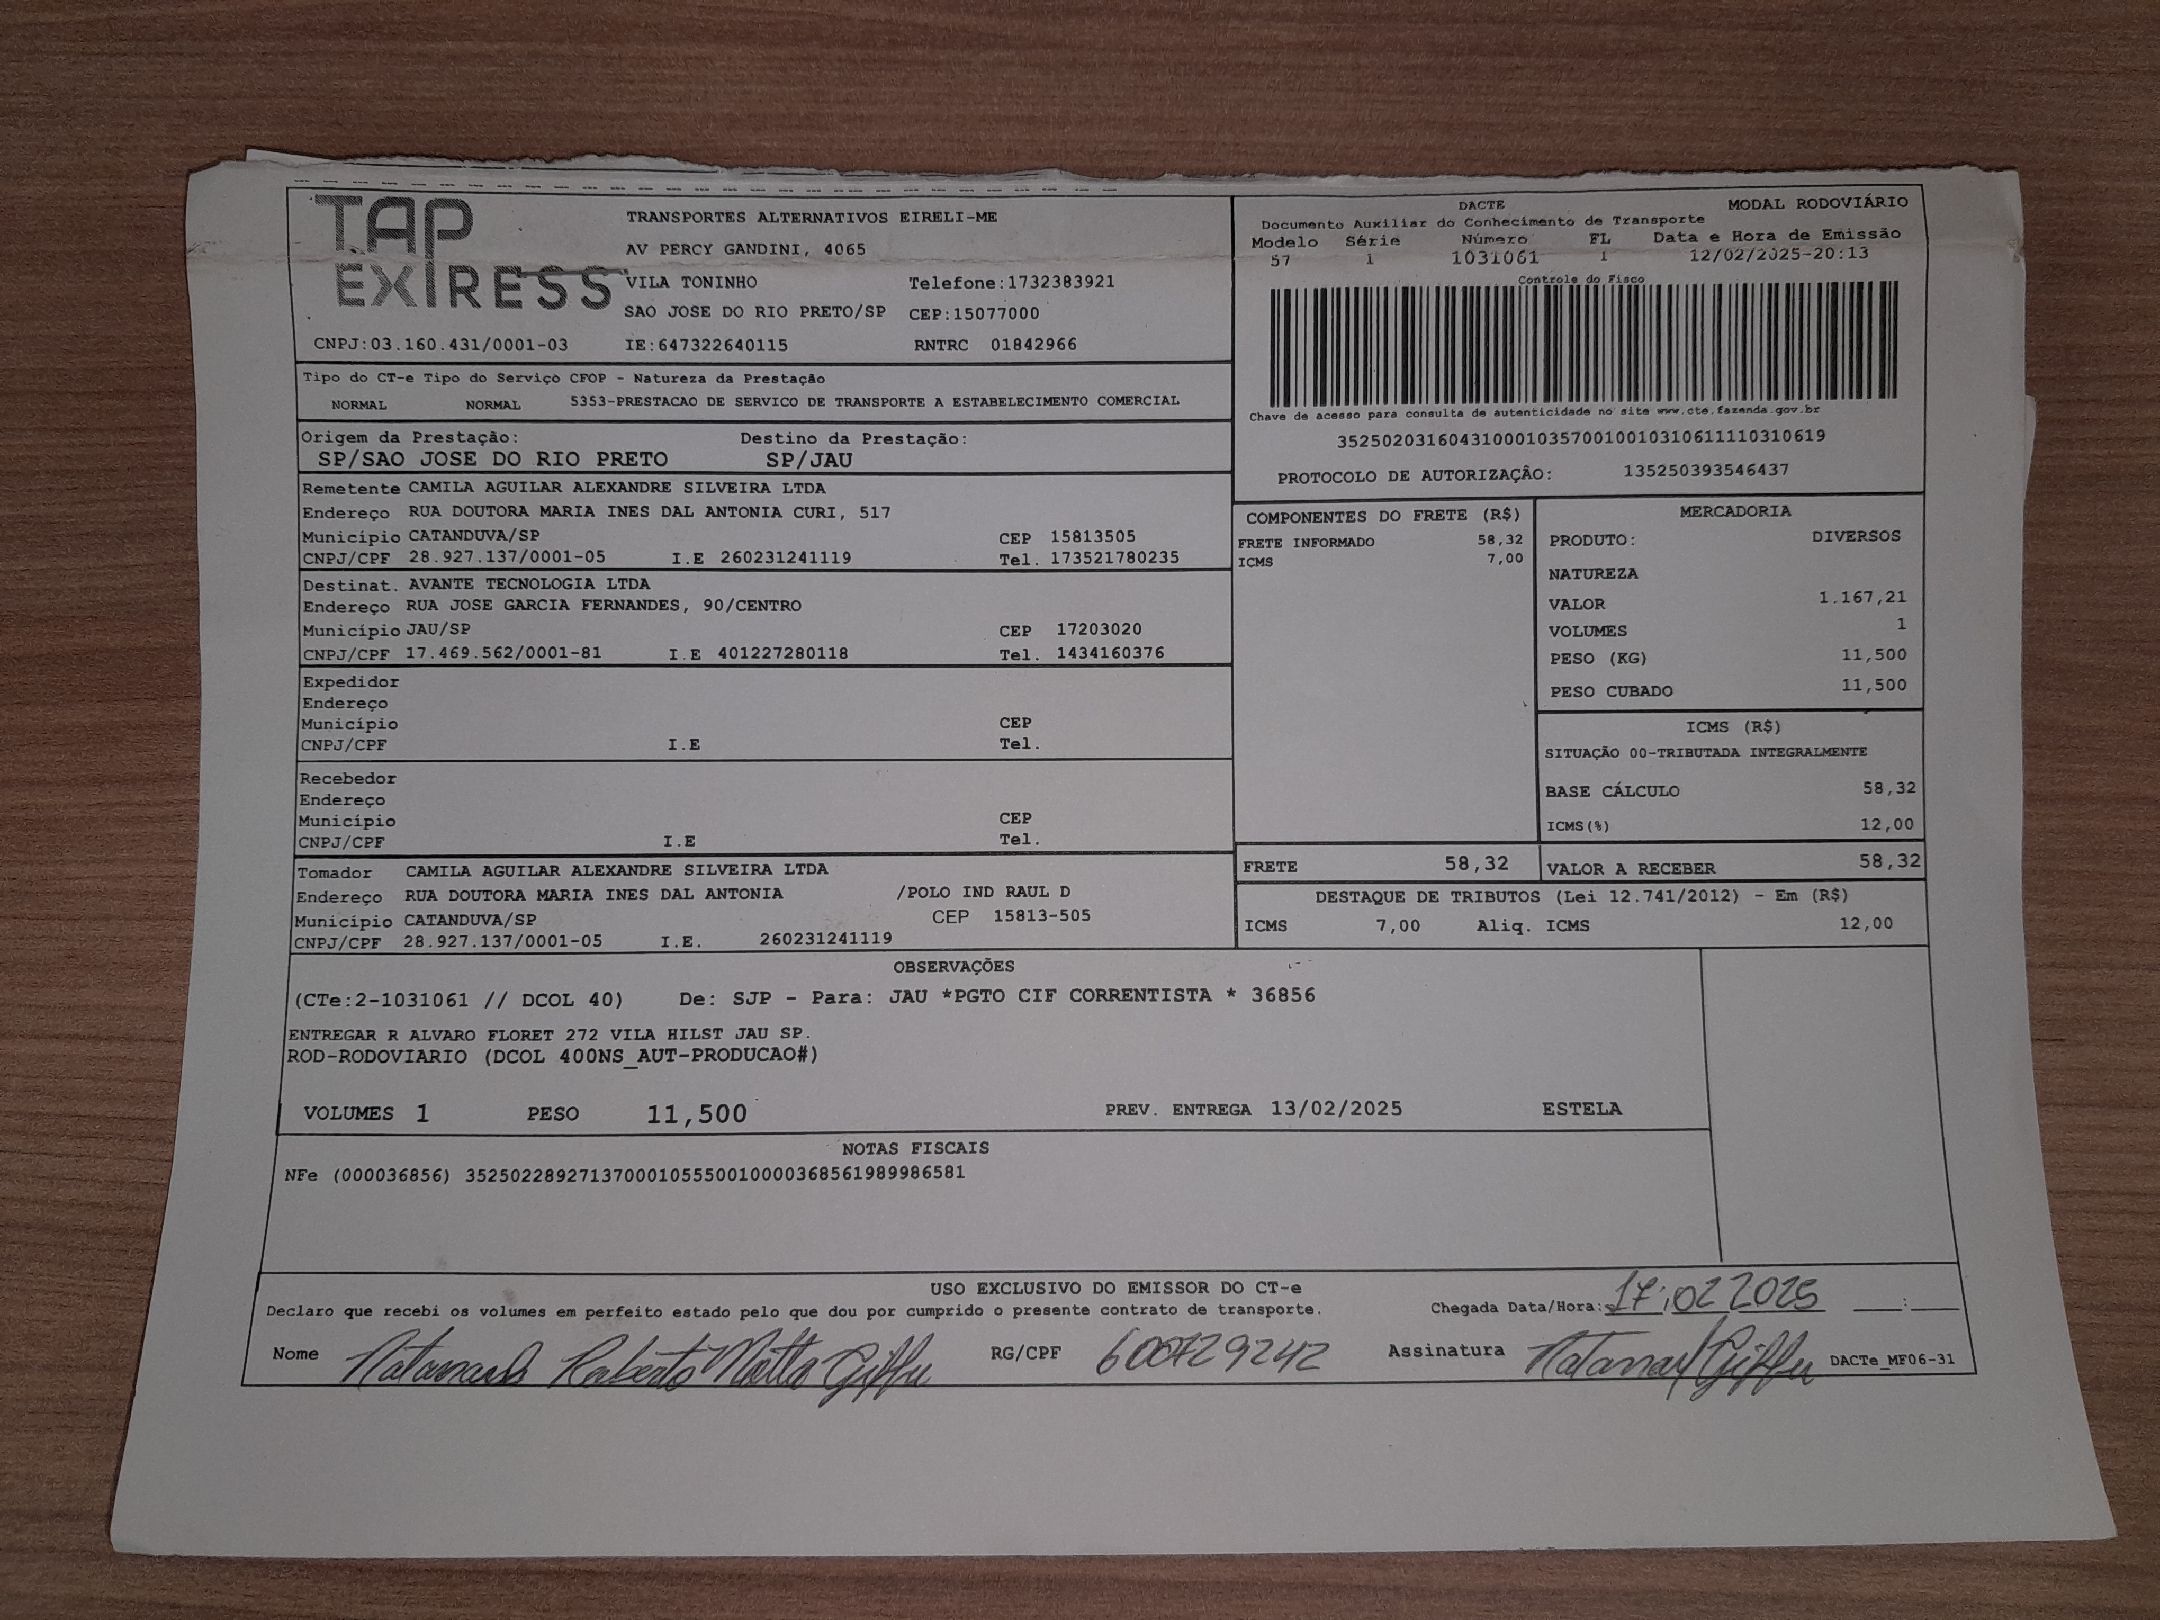 TAP EXPRESS
TRANSPORTES ALTERNATIVOS EIRELI-ME
AV PERCY GANDINI, 4065
VILA TONINHO Telefone:1732383921
SAO JOSE DO RIO PRETO/SP CEP:15077000
CNPJ:03.160.431/0001-03 IE:647322640115 RNTRC 01842966
DACTE MODAL RODOVIÁRIO
Documento Auxiliar do Conhecimento de Transporte
Modelo Série Número FL Data e Hora de Emissão
57 1 1031061 1 12/02/2025-20:13
Controle do Fisco
Chave de acesso para consulta de autenticidade no site www.cte.fazenda.gov.br
35250203160431000103570010010310611110310619
PROTOCOLO DE AUTORIZAÇÃO: 135250393546437
Tipo do CT-e Tipo do Serviço CFOP - Natureza da Prestação
NORMAL NORMAL 5353-PRESTACAO DE SERVICO DE TRANSPORTE A ESTABELECIMENTO COMERCIAL
Origem da Prestação: Destino da Prestação:
SP/SAO JOSE DO RIO PRETO SP/JAU
Remetente CAMILA AGUILAR ALEXANDRE SILVEIRA LTDA
Endereço RUA DOUTORA MARIA INES DAL ANTONIA CURI, 517
Município CATANDUVA/SP CEP 15813505
CNPJ/CPF 28.927.137/0001-05 I.E 260231241119 Tel. 173521780235
Destinat. AVANTE TECNOLOGIA LTDA
Endereço RUA JOSE GARCIA FERNANDES, 90/CENTRO
Município JAU/SP CEP 17203020
CNPJ/CPF 17.469.562/0001-81 I.E 401227280118 Tel. 1434160376
Expedidor
Endereço
Município CEP
CNPJ/CPF I.E Tel.
Recebedor
Endereço
Município CEP
CNPJ/CPF I.E Tel.
Tomador CAMILA AGUILAR ALEXANDRE SILVEIRA LTDA
Endereço RUA DOUTORA MARIA INES DAL ANTONIA /POLO IND RAUL D
Município CATANDUVA/SP CEP 15813-505
CNPJ/CPF 28.927.137/0001-05 I.E. 260231241119
COMPONENTES DO FRETE (R$)
FRETE INFORMADO 58,32
ICMS 7,00
MERCADORIA
PRODUTO: DIVERSOS
NATUREZA
VALOR 1.167,21
VOLUMES 1
PESO (KG) 11,500
PESO CUBADO 11,500
ICMS (R$)
SITUAÇÃO 00-TRIBUTADA INTEGRALMENTE
BASE CÁLCULO 58,32
ICMS(%) 12,00
FRETE 58,32 VALOR A RECEBER 58,32
DESTAQUE DE TRIBUTOS (Lei 12.741/2012) - Em (R$)
ICMS 7,00 Aliq. ICMS 12,00
OBSERVAÇÕES
(CTe:2-1031061 // DCOL 40) De: SJP - Para: JAU *PGTO CIF CORRENTISTA * 36856
ENTREGAR R ALVARO FLORET 272 VILA HILST JAU SP.
ROD-RODOVIARIO (DCOL 400NS_AUT-PRODUCAO#)
VOLUMES 1 PESO 11,500 PREV. ENTREGA 13/02/2025 ESTELA
NOTAS FISCAIS
NFe (000036856) 35250228927137000105550010000368561989986581
USO EXCLUSIVO DO EMISSOR DO CT-e
Declaro que recebi os volumes em perfeito estado pelo que dou por cumprido o presente contrato de transporte. Chegada Data/Hora: 17 02 2025
Nome Roberto Motta RG/CPF 600729242 Assinatura DACTe_MF06-31